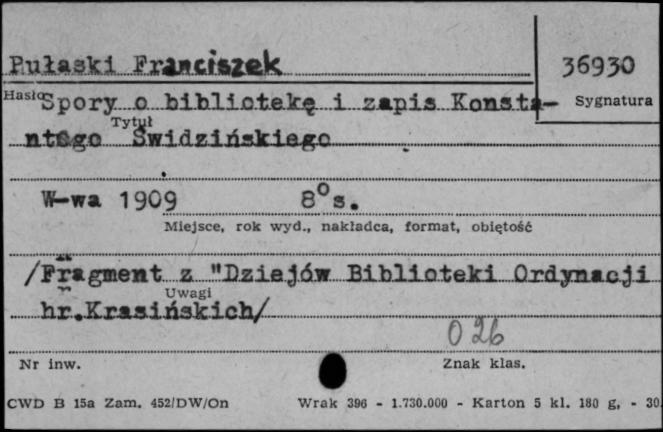 Pułaski Franciszek
36930
Hasło
Sygnatura
Spory o bibliotekę i zapis Konsta-
Tytuł
ntego Świdzińskiego
W-wa 1909 8°s.
Miejsce, rok wyd., nakładca, format, objętość
/Fragment z "Dziejów Biblioteki Ordynacji
Uwagi
hr.Krasińskich/
026
Nr inw.
Znak klas.
CWD B 15a Zam. 452/DW/On Wrak 396 - 1.730.000 - Karton 5 kl. 180 g, - 30.